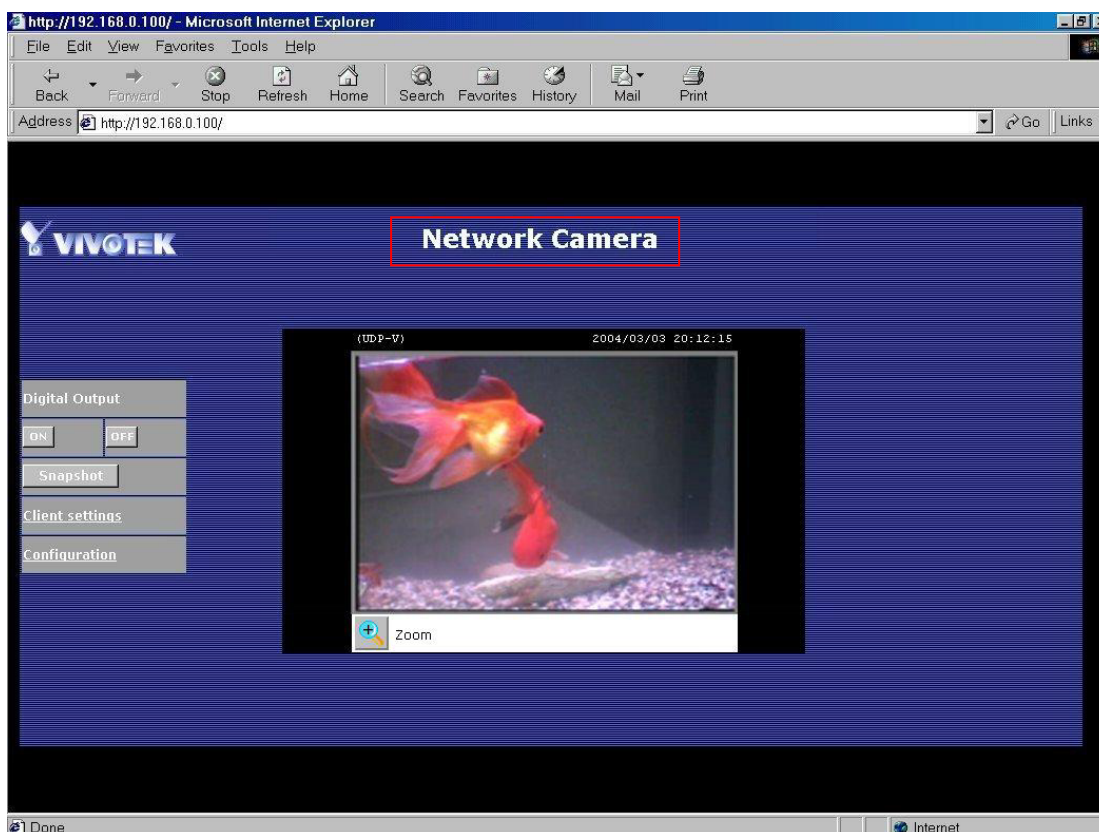 http://192.168.0.100/ - Microsoft Internet Explorer
File Edit View Favorites Tools Help
Back Forward Stop Refresh Home Search Favorites History Mail Print
Address http://192.168.0.100/ Go Links
VIVOTEK
Network Camera
(UDP-V) 2004/03/03 20:12:15
Digital Output
ON OFF
Snapshot
Client settings
Configuration
Zoom
Done Internet